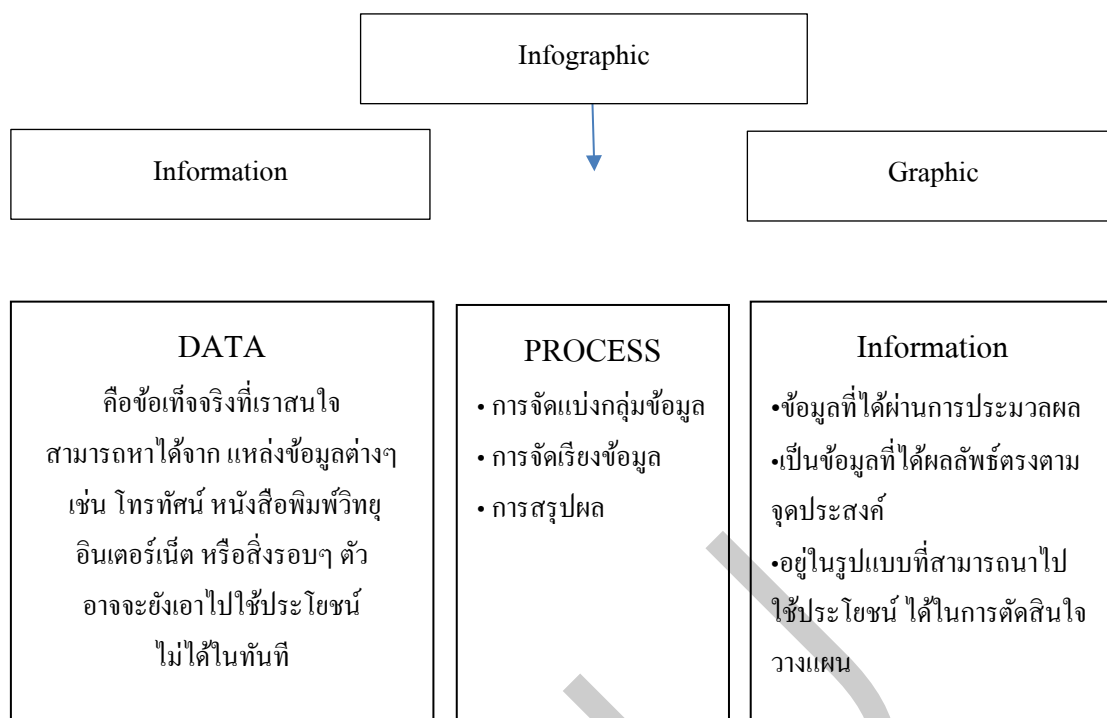 Infographic
Information
Graphic
DATA
คือข้อเท็จจริงที่เราสนใจ
สามารถหาได้จาก แหล่งข้อมูลต่างๆ
เช่น โทรทัศน์ หนังสือพิมพ์วิทยุ
อินเตอร์เน็ต หรือสิ่งรอบๆ ตัว
อาจจะยังเอาไปใช้ประโยชน์
ไม่ได้ในทันที
PROCESS
• การจัดแบ่งกลุ่มข้อมูล
• การจัดเรียงข้อมูล
• การสรุปผล
Information
•ข้อมูลที่ได้ผ่านการประมวลผล
•เป็นข้อมูลที่ได้ผลลัพธ์ตรงตาม
จุดประสงค์
•อยู่ในรูปแบบที่สามารถนาไป
ใช้ประโยชน์ ได้ในการตัดสินใจ
วางแผน